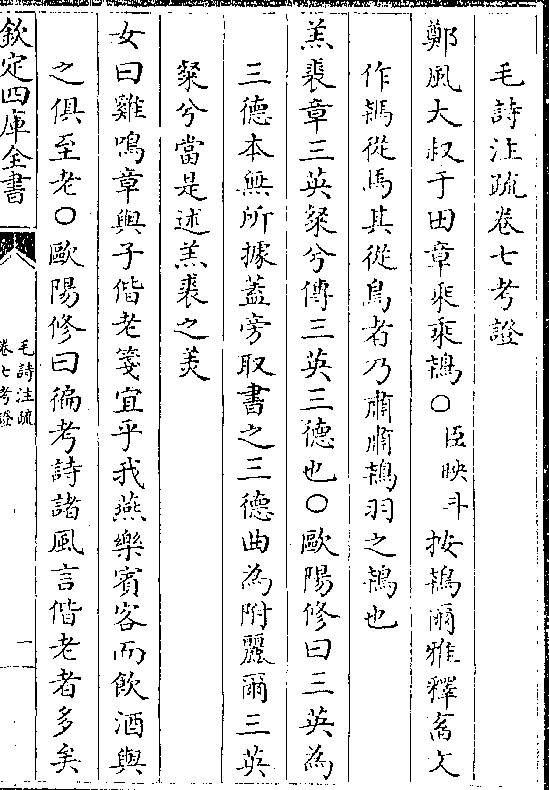 毛詩注疏卷七考證
鄭風大叔于田章乘乘鴇○臣映斗按鴇爾雅釋畜文
作駂從馬其從鳥者乃肅肅鴇羽之鴇也
羔裘章三英粲兮傳三英三德也○歐陽修曰三英為
三德本無所據蓋旁取書之三德曲為附麗爾三英
粲兮當是述羔裘之美
女曰雞鳴章與子偕老箋宜乎我燕樂賓客而飲酒與
之俱至老○歐陽修曰徧考詩諸風言偕老者多矣
欽定四庫全書
毛詩注疏
卷七考證
一